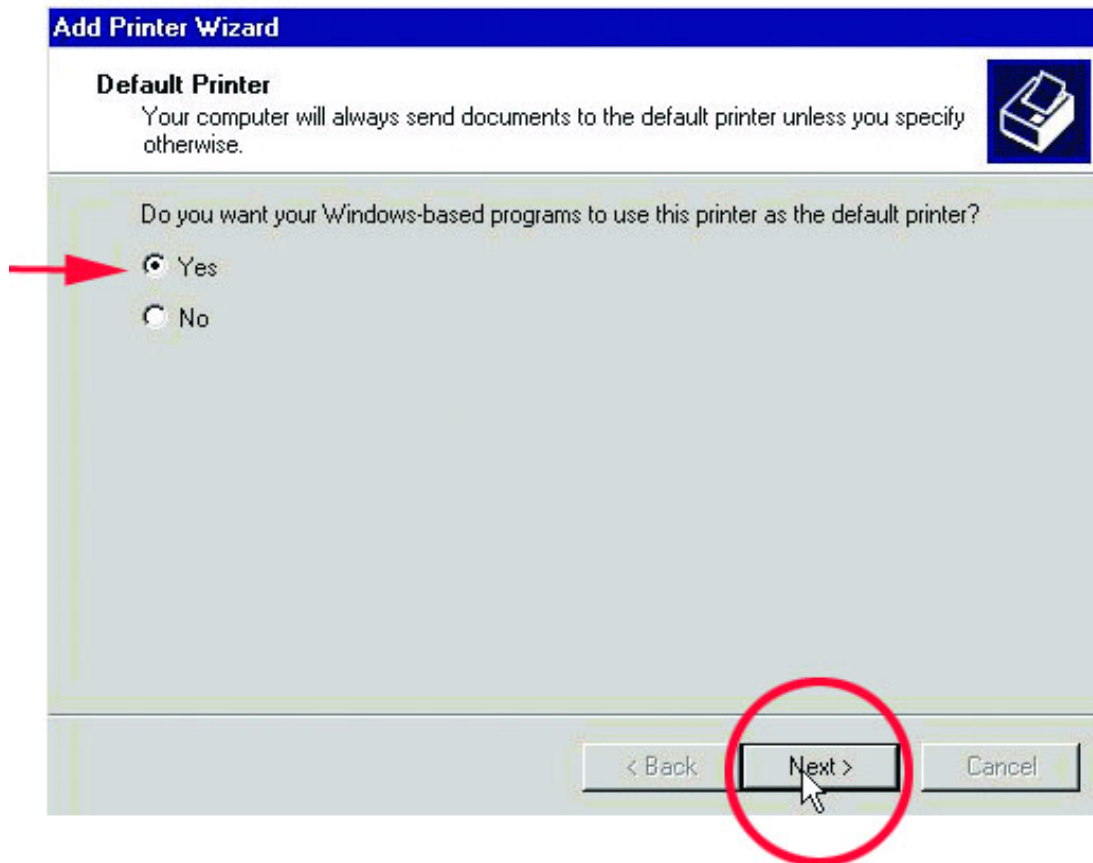 Add Printer Wizard
Default Printer
Your computer will always send documents to the default printer unless you specify
otherwise.
Do you want your Windows-based programs to use this printer as the default printer?
Yes
No
< Back
Next >
Cancel